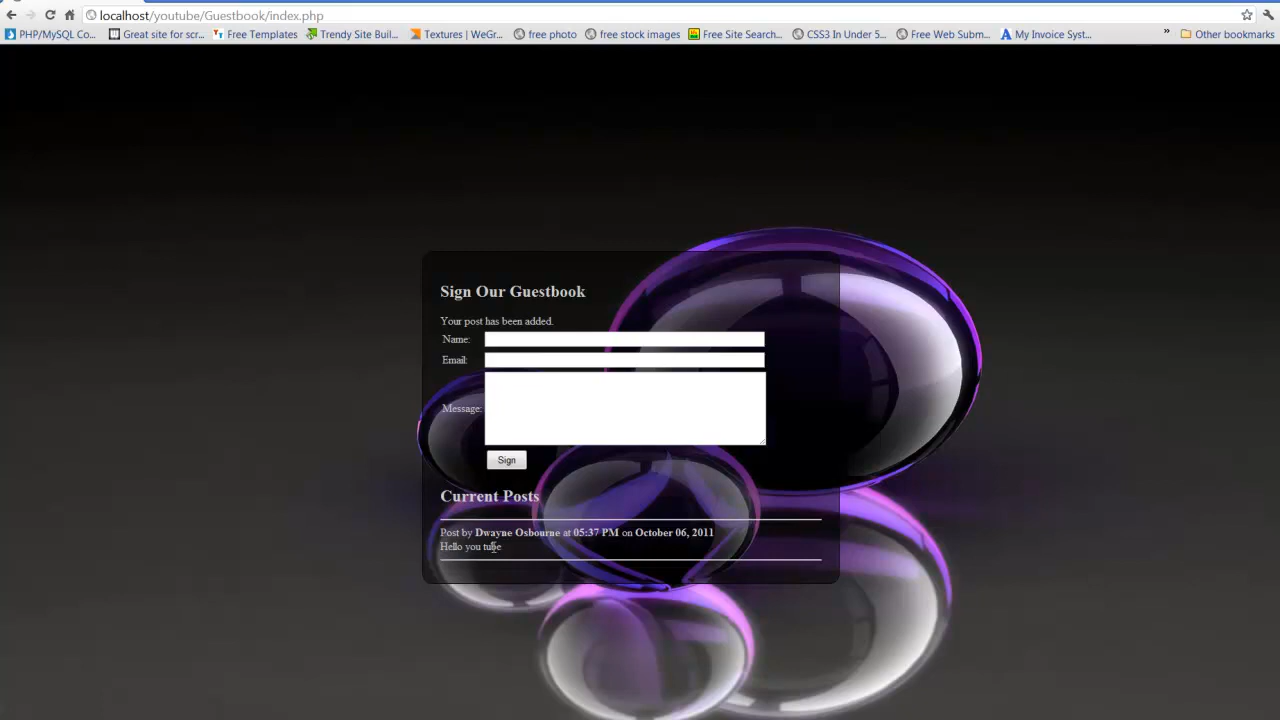 localhost/youtube/Guestbook/index.php
PHP/MySQL Co... Great site for scr... Free Templates Trendy Site Buil... Textures | WeGr... free photo free stock images Free Site Search... CSS3 In Under 5... Free Web Subm... My Invoice Syst... » Other bookmarks
Sign Our Guestbook
Your post has been added.
Name:
Email:
Message:
Sign
Current Posts
Post by Dwayne Osbourne at 05:37 PM on October 06, 2011
Hello you tube